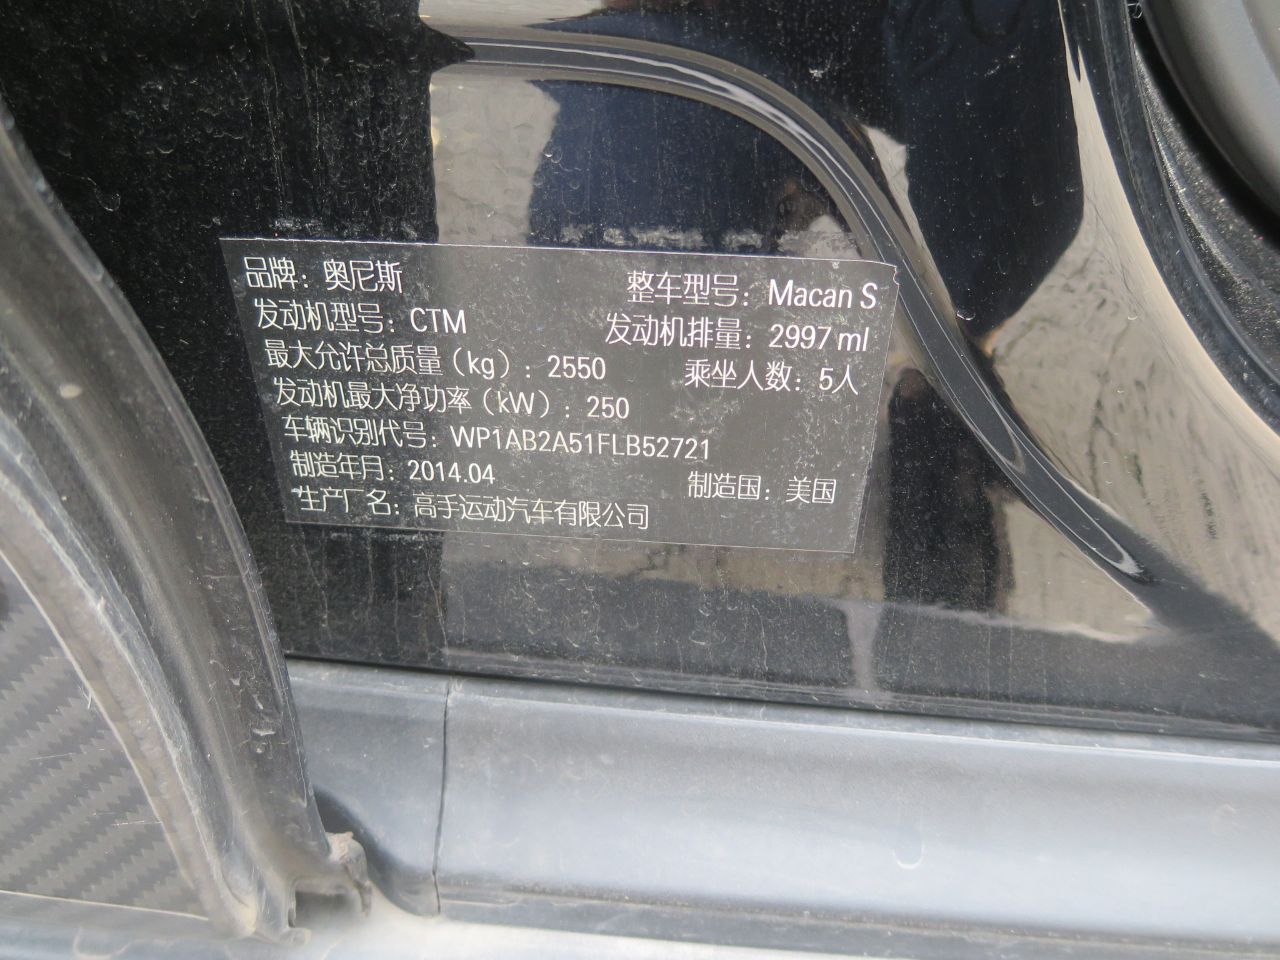 品牌：奥尼斯 整车型号：Macan S
发动机型号：CTM 发动机排量：2997 ml
最大允许总质量（kg）：2550 乘坐人数：5人
发动机最大净功率（kW）：250
车辆识别代号：WP1AB2A51FLB52721
制造年月：2014.04 制造国：美国
生产厂名：高手运动汽车有限公司